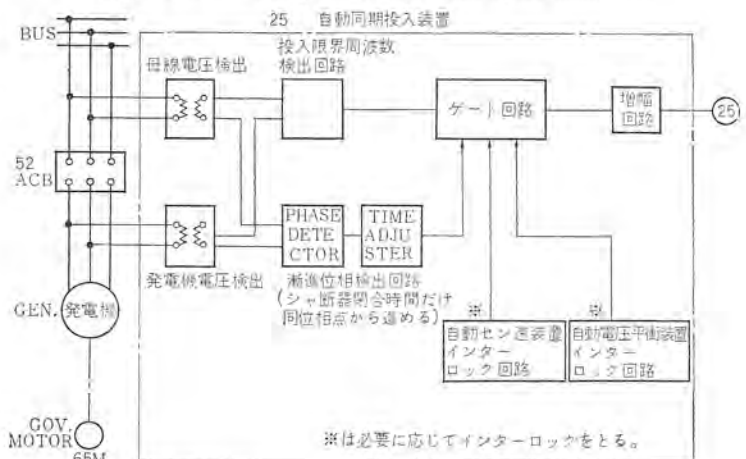 25 自動同期投入装置
BUS
投入限界周波数
検出回路
母線電圧検出
ゲート回路
増幅
回路
25
52
ACB
PHASE
DETE
CTOR
TIME
ADJU
STER
発電機電圧検出
漸進位相検出回路
(シャ断器閉合時間だけ
同位相点から進める)
GEN.
発電機
※
自動セン速装置
インター
ロック回路
※
自動電圧平衡装置
インター
ロック回路
GOV.
MOTOR
65M
※は必要に応じてインターロックをとる。